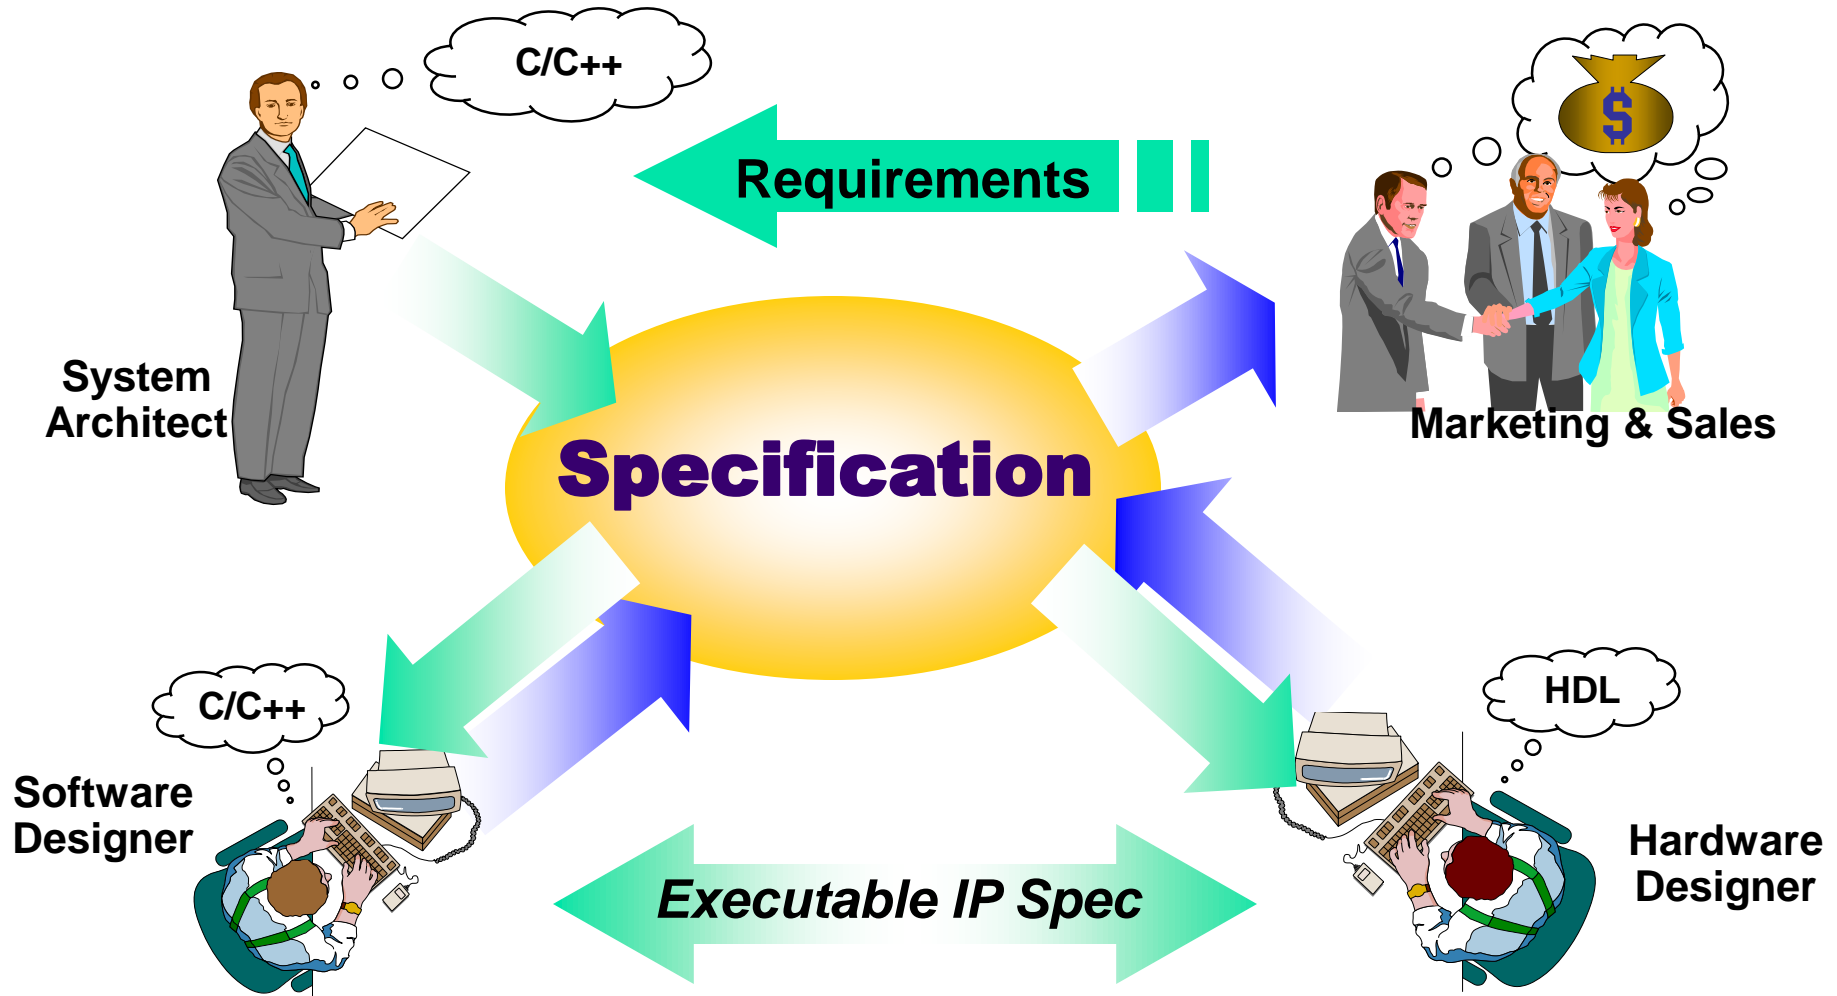 C/C++
$
Requirements
System
Architect
Marketing & Sales
Specification
C/C++
HDL
Software
Designer
Hardware
Designer
Executable IP Spec